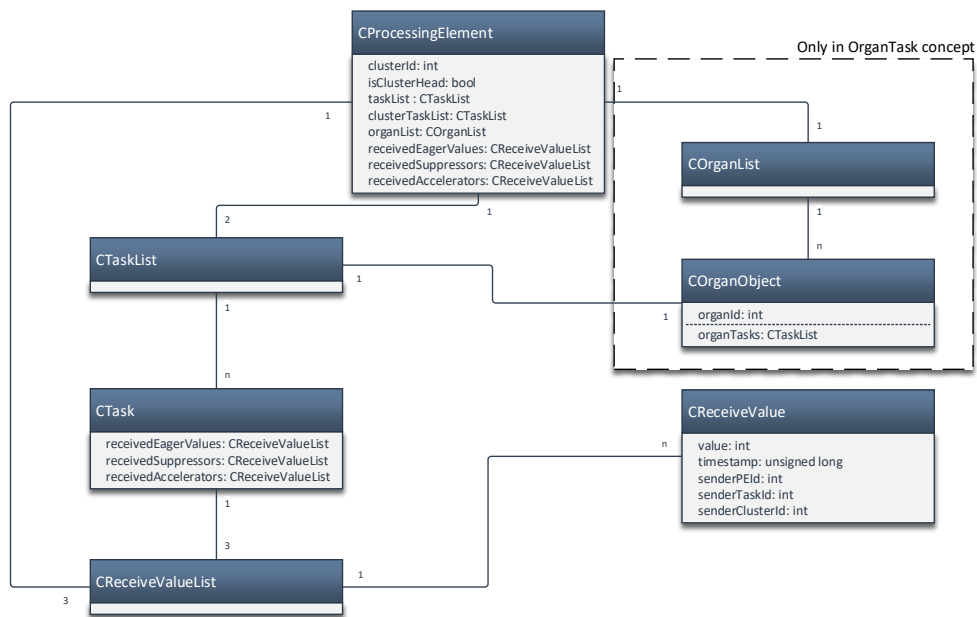 CProcessingElement
clusterId: int
isClusterHead: bool
taskList : CTaskList
clusterTaskList: CTaskList
organList: COrganList
receivedEagerValues: CReceiveValueList
receivedSuppressors: CReceiveValueList
receivedAccelerators: CReceiveValueList
Only in OrganTask concept
1
1
1
COrganList
1
n
COrganObject
organId: int
organTasks: CTaskList
1
1
2
CTaskList
1
1
n
CTask
receivedEagerValues: CReceiveValueList
receivedSuppressors: CReceiveValueList
receivedAccelerators: CReceiveValueList
1
3
CReceiveValueList
3
1
n
CReceiveValue
value: int
timestamp: unsigned long
senderPEId: int
senderTaskId: int
senderClusterId: int